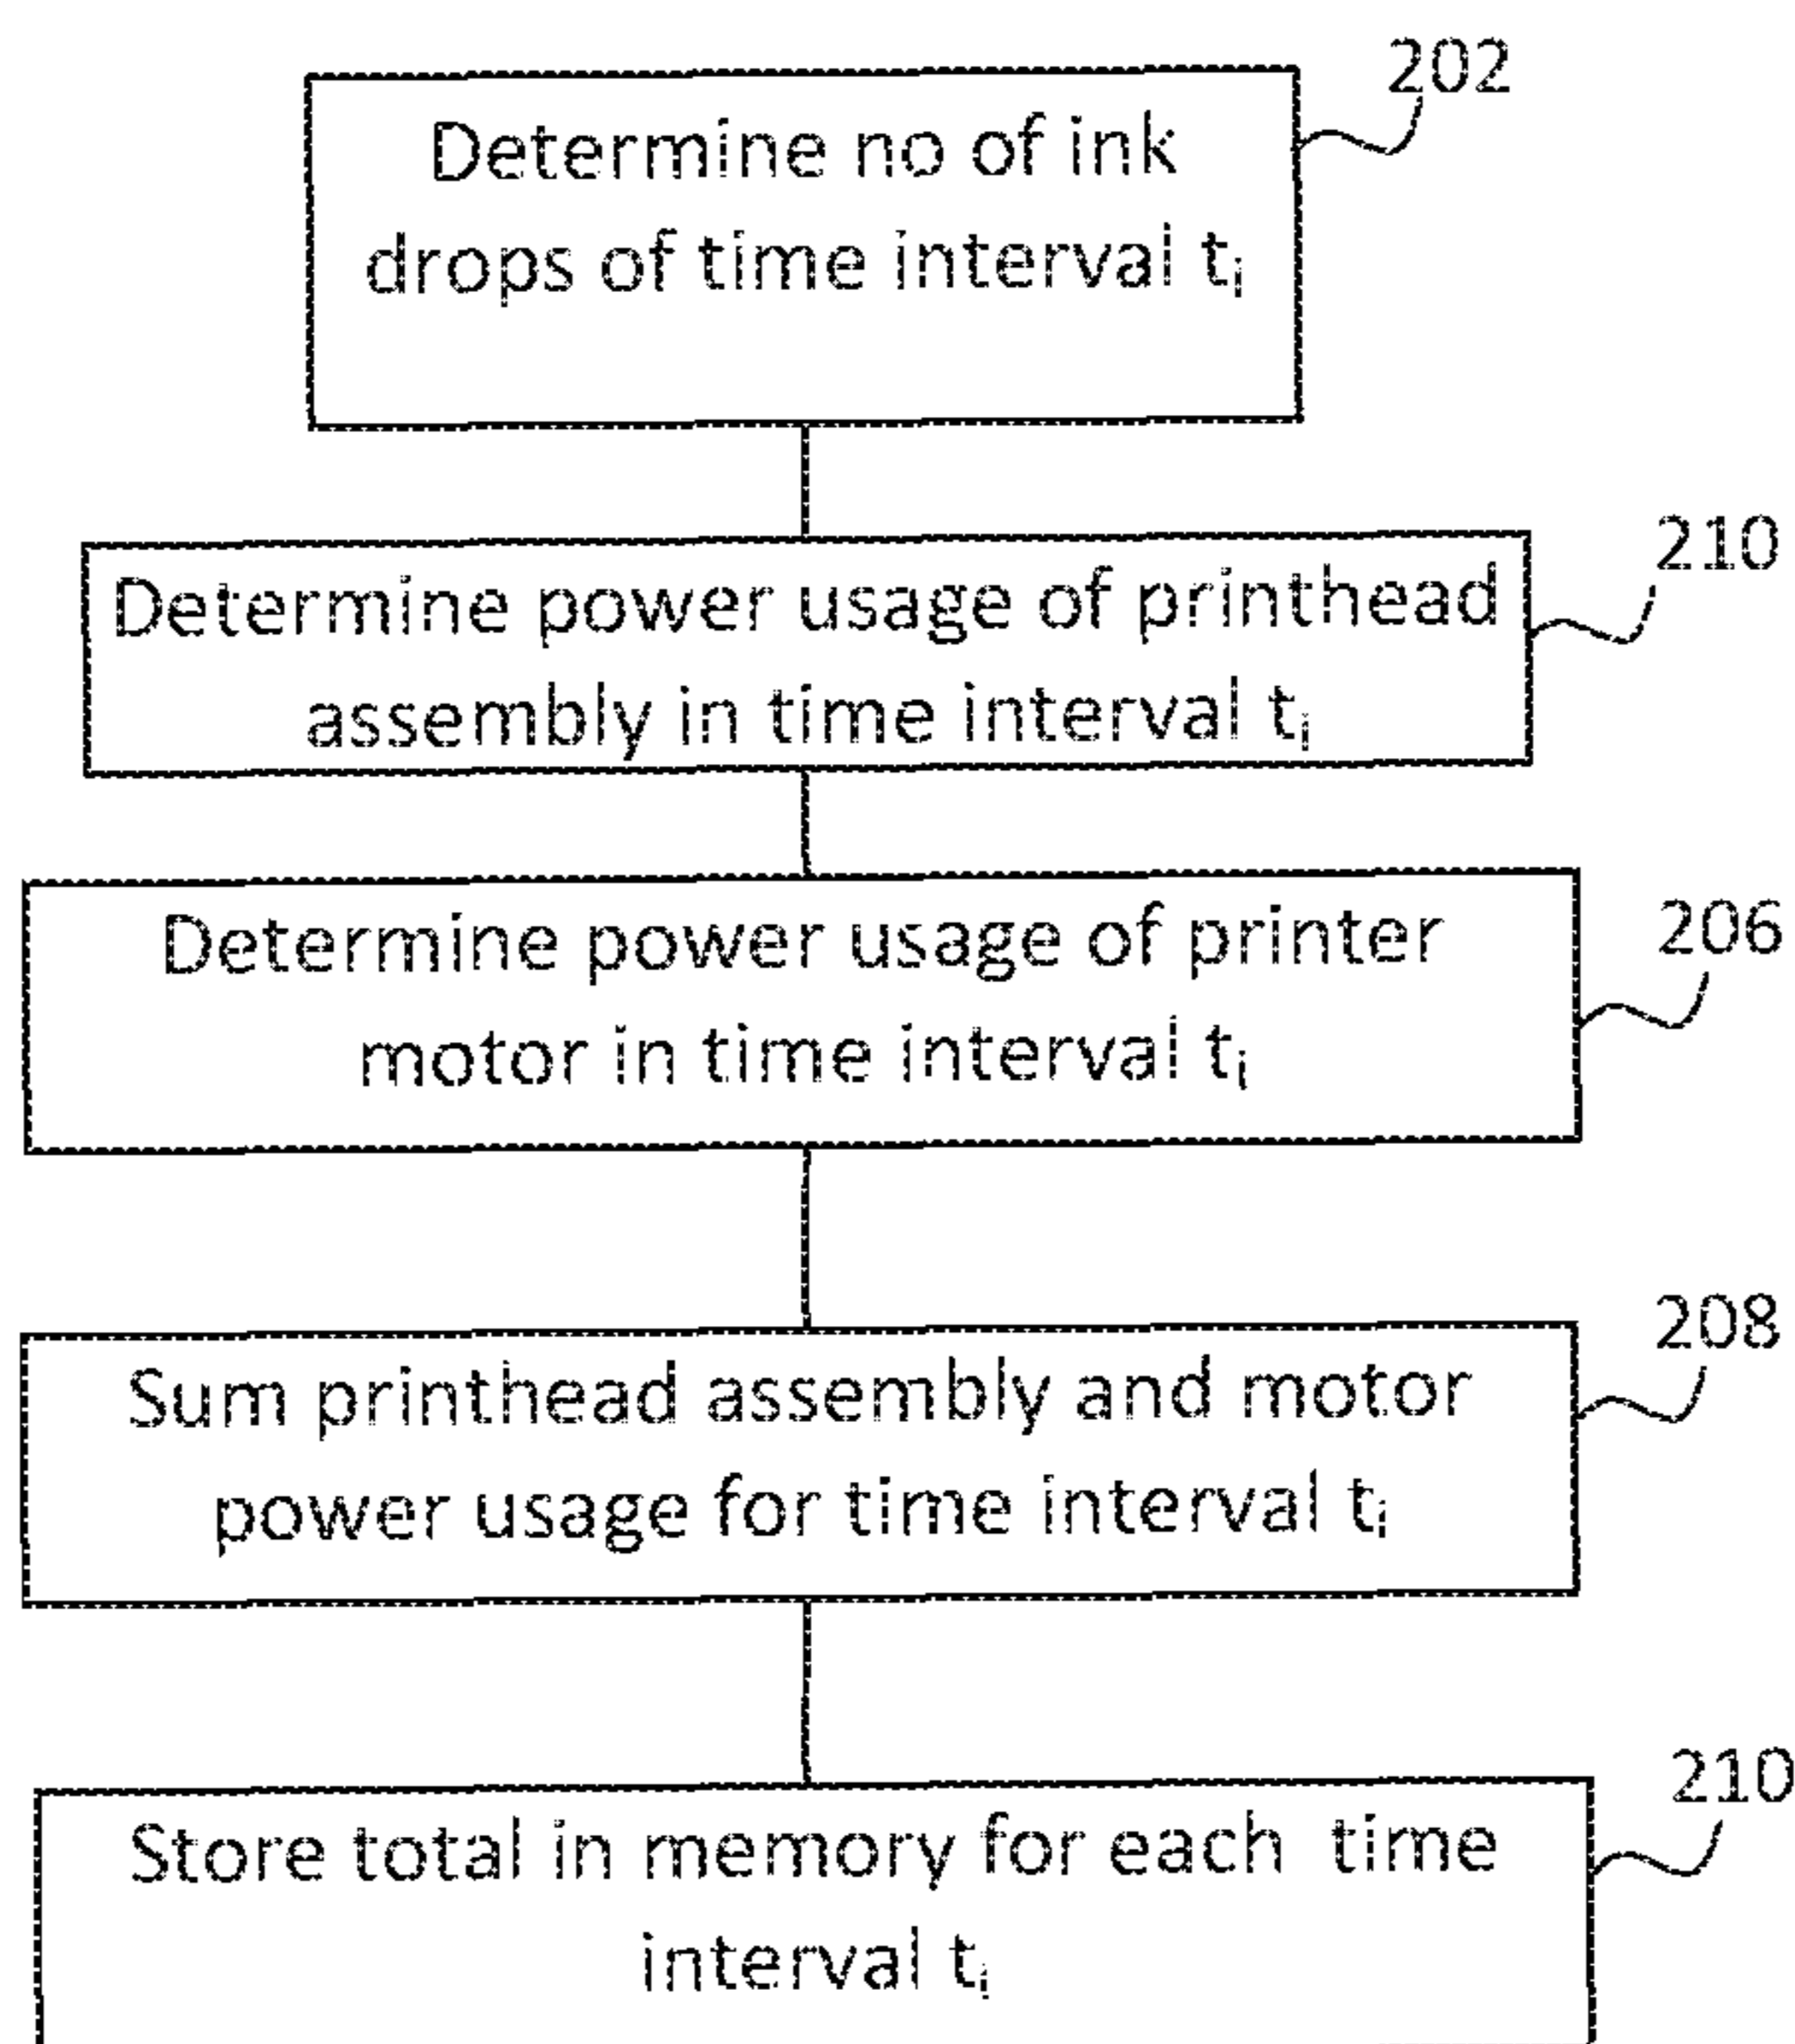 202
Determine no of ink
drops of time interval tᵢ
210
Determine power usage of printhead
assembly in time interval tᵢ
206
Determine power usage of printer
motor in time interval tᵢ
208
Sum printhead assembly and motor
power usage for time interval tᵢ
210
Store total in memory for each time
interval tᵢ